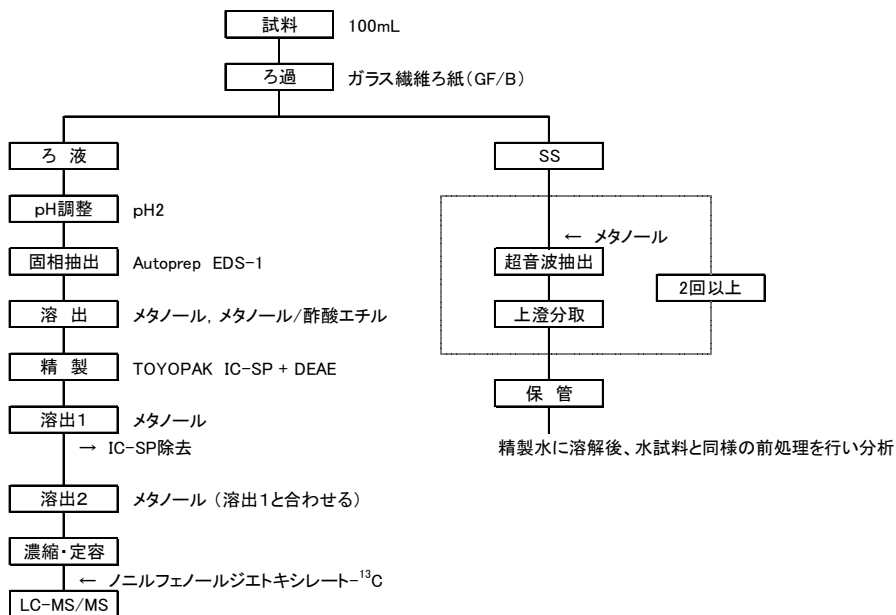 試料 100mL
ろ過 ガラス繊維ろ紙(GF/B)
ろ 液
pH調整 pH2
固相抽出 Autoprep EDS-1
溶 出 メタノール, メタノール/酢酸エチル
精 製 TOYOPAK IC-SP + DEAE
溶出1 メタノール
→ IC-SP除去
溶出2 メタノール (溶出1と合わせる)
濃縮・定容
← ノニルフェノールジエトキシレート-¹³C
LC-MS/MS
SS
← メタノール
超音波抽出
2回以上
上澄分取
保 管
精製水に溶解後、水試料と同様の前処理を行い分析